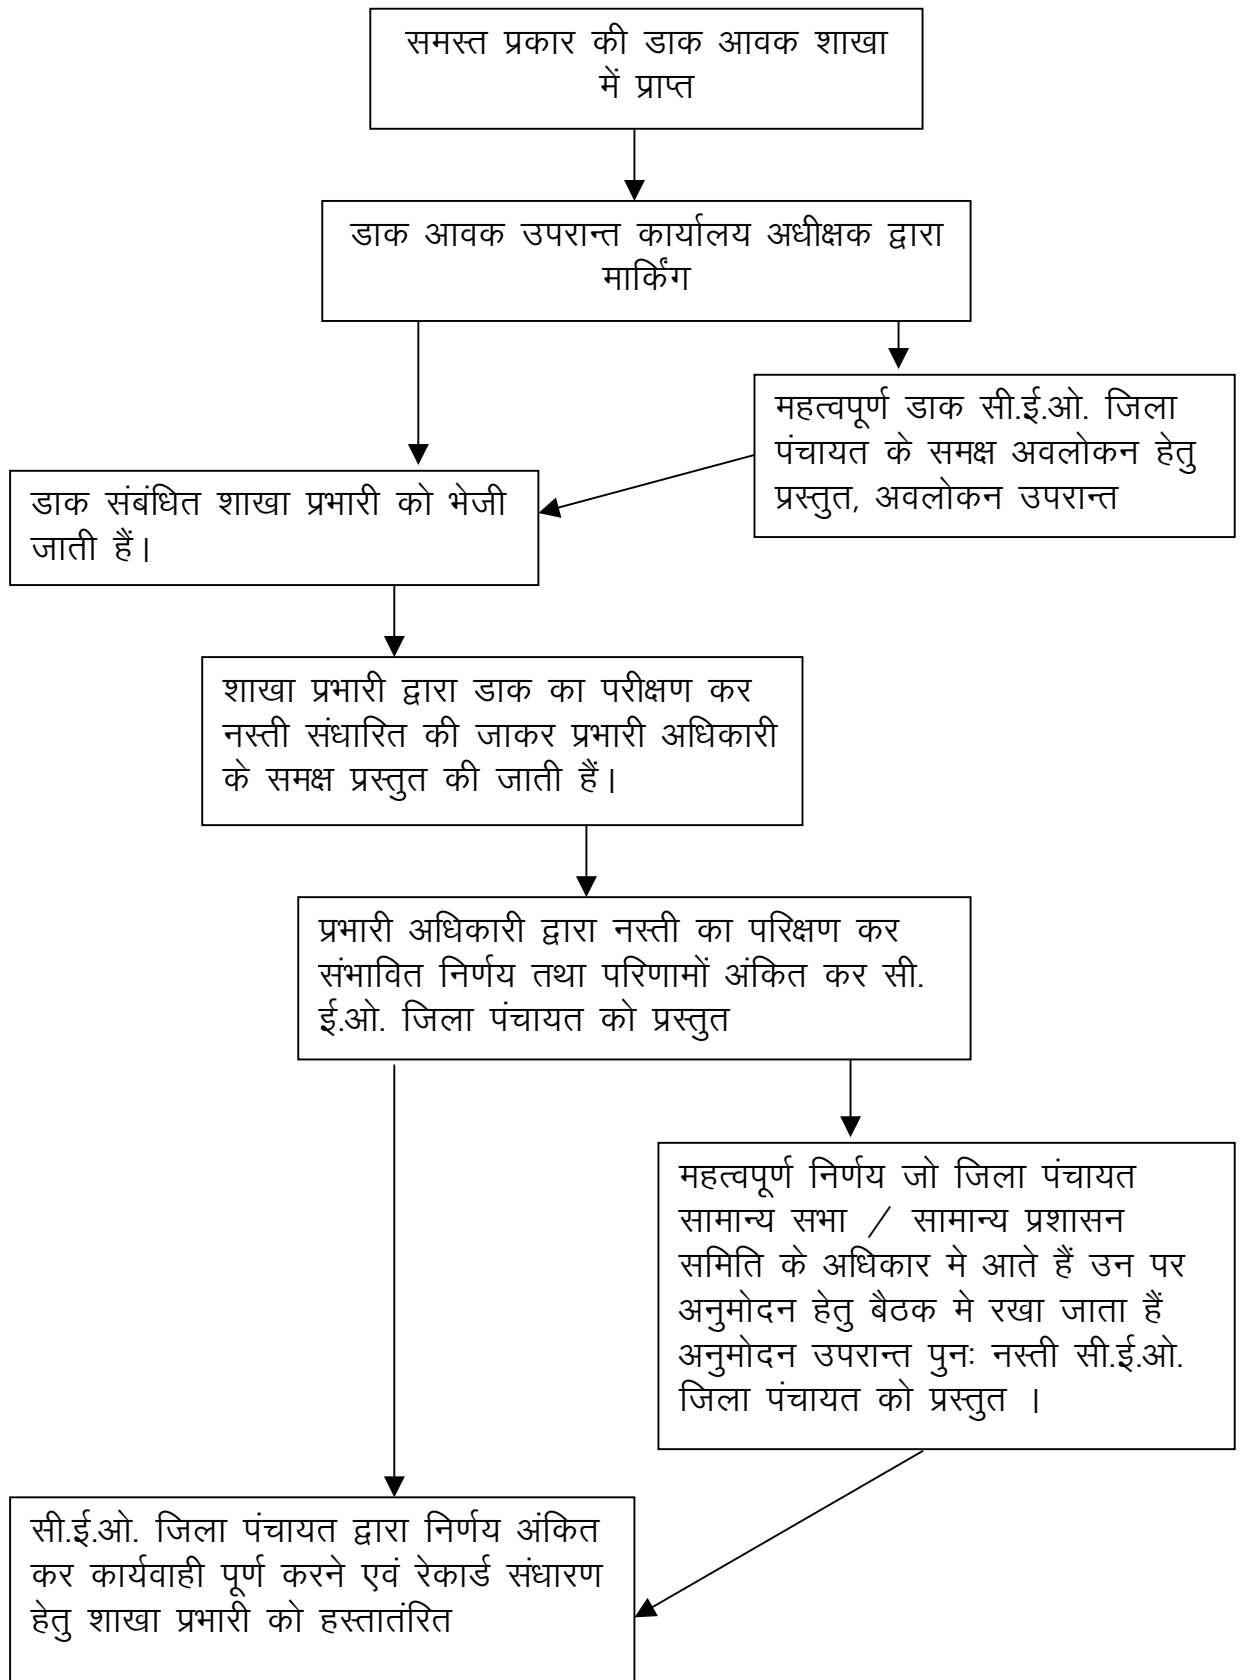 समस्त प्रकार की डाक आवक शाखा
में प्राप्त
डाक आवक उपरान्त कार्यालय अधीक्षक द्वारा
मार्किंग
महत्वपूर्ण डाक सी.ई.ओ. जिला
पंचायत के समक्ष अवलोकन हेतु
प्रस्तुत, अवलोकन उपरान्त
डाक संबंधित शाखा प्रभारी को भेजी
जाती हैं।
शाखा प्रभारी द्वारा डाक का परीक्षण कर
नस्ती संधारित की जाकर प्रभारी अधिकारी
के समक्ष प्रस्तुत की जाती हैं।
प्रभारी अधिकारी द्वारा नस्ती का परिक्षण कर
संभावित निर्णय तथा परिणामों अंकित कर सी.
ई.ओ. जिला पंचायत को प्रस्तुत
महत्वपूर्ण निर्णय जो जिला पंचायत
सामान्य सभा / सामान्य प्रशासन
समिति के अधिकार मे आते हैं उन पर
अनुमोदन हेतु बैठक मे रखा जाता हैं
अनुमोदन उपरान्त पुनः नस्ती सी.ई.ओ.
जिला पंचायत को प्रस्तुत ।
सी.ई.ओ. जिला पंचायत द्वारा निर्णय अंकित
कर कार्यवाही पूर्ण करने एवं रेकार्ड संधारण
हेतु शाखा प्रभारी को हस्तातंरित